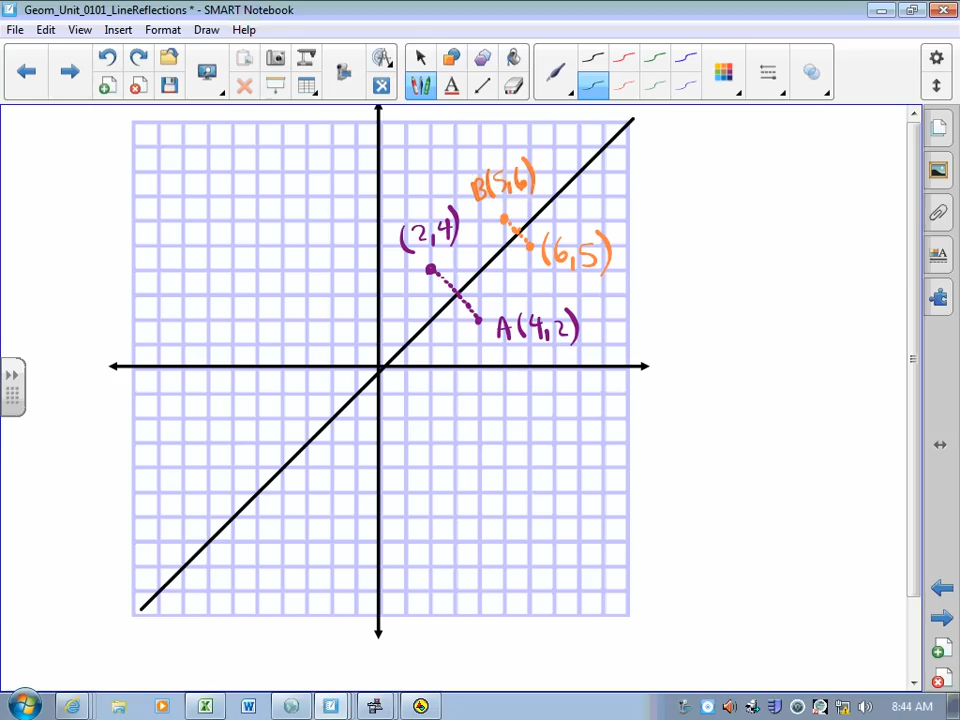 Geom_Unit_0101_LineReflections * - SMART Notebook
File Edit View Insert Format Draw Help
B(5,6)
(2,4)
(6,5)
A(4,2)
8:44 AM